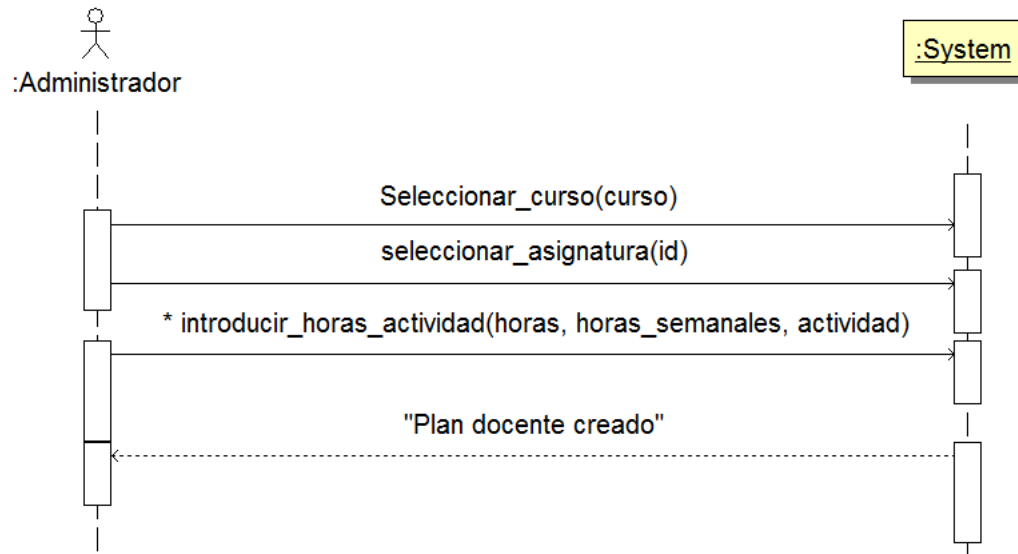 :Administrador
:System
Seleccionar_curso(curso)
seleccionar_asignatura(id)
* introducir_horas_actividad(horas, horas_semanales, actividad)
"Plan docente creado"